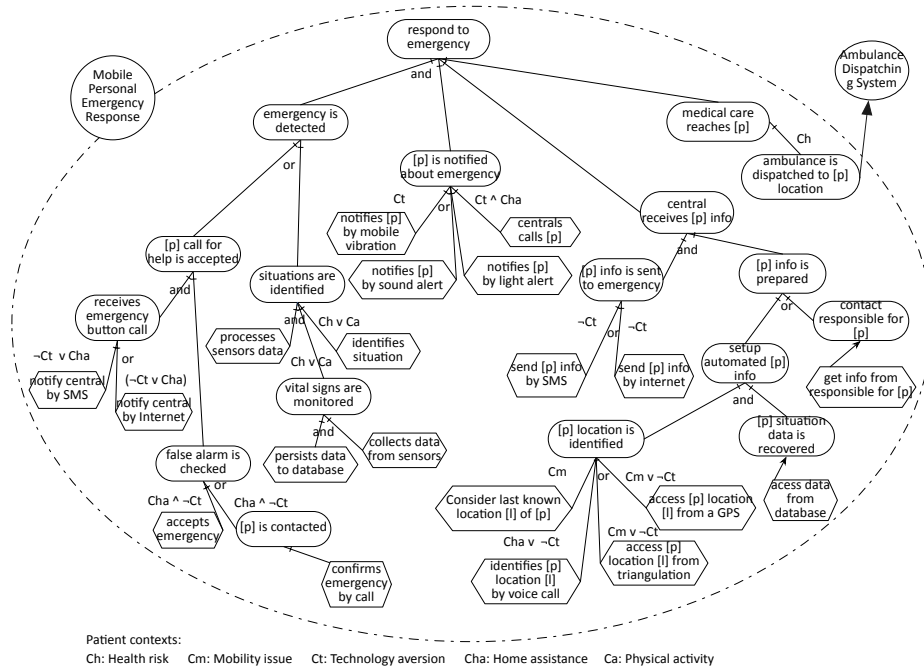 respond to
emergency
and
Mobile
Personal
Emergency
Response
Ambulance
Dispatchin
g System
emergency is
detected
or
medical care
reaches [p]
Ch
ambulance is
dispatched to [p]
location
[p] is notified
about emergency
Ct
or
Ct ^ Cha
notifies [p]
by mobile
vibration
centrals
calls [p]
notifies [p]
by sound alert
notifies [p]
by light alert
central
receives [p] info
and
[p] call for
help is accepted
and
situations are
identified
and
Ch v Ca
Ch v Ca
processes
sensors data
identifies
situation
[p] info is sent
to emergency
¬Ct
or
¬Ct
send [p] info
by SMS
send [p] info
by internet
[p] info is
prepared
or
contact
responsible for
[p]
get info from
responsible for [p]
receives
emergency
button call
¬Ct v Cha
or
(¬Ct v Cha)
notify central
by SMS
notify central
by Internet
vital signs are
monitored
and
persists data
to database
collects data
from sensors
setup
automated [p]
info
and
[p] location is
identified
[p] situation
data is
recovered
acess data
from
database
false alarm is
checked
or
Cha ^ ¬Ct
Cha ^ ¬Ct
accepts
emergency
[p] is contacted
confirms
emergency
by call
Cm
or
Cm v ¬Ct
Consider last known
location [l] of [p]
access [p] location
[l] from a GPS
Cha v ¬Ct
Cm v ¬Ct
identifies [p]
location [l]
by voice call
access [p]
location [l] from
triangulation
Patient contexts:
Ch: Health risk Cm: Mobility issue Ct: Technology aversion Cha: Home assistance Ca: Physical activity